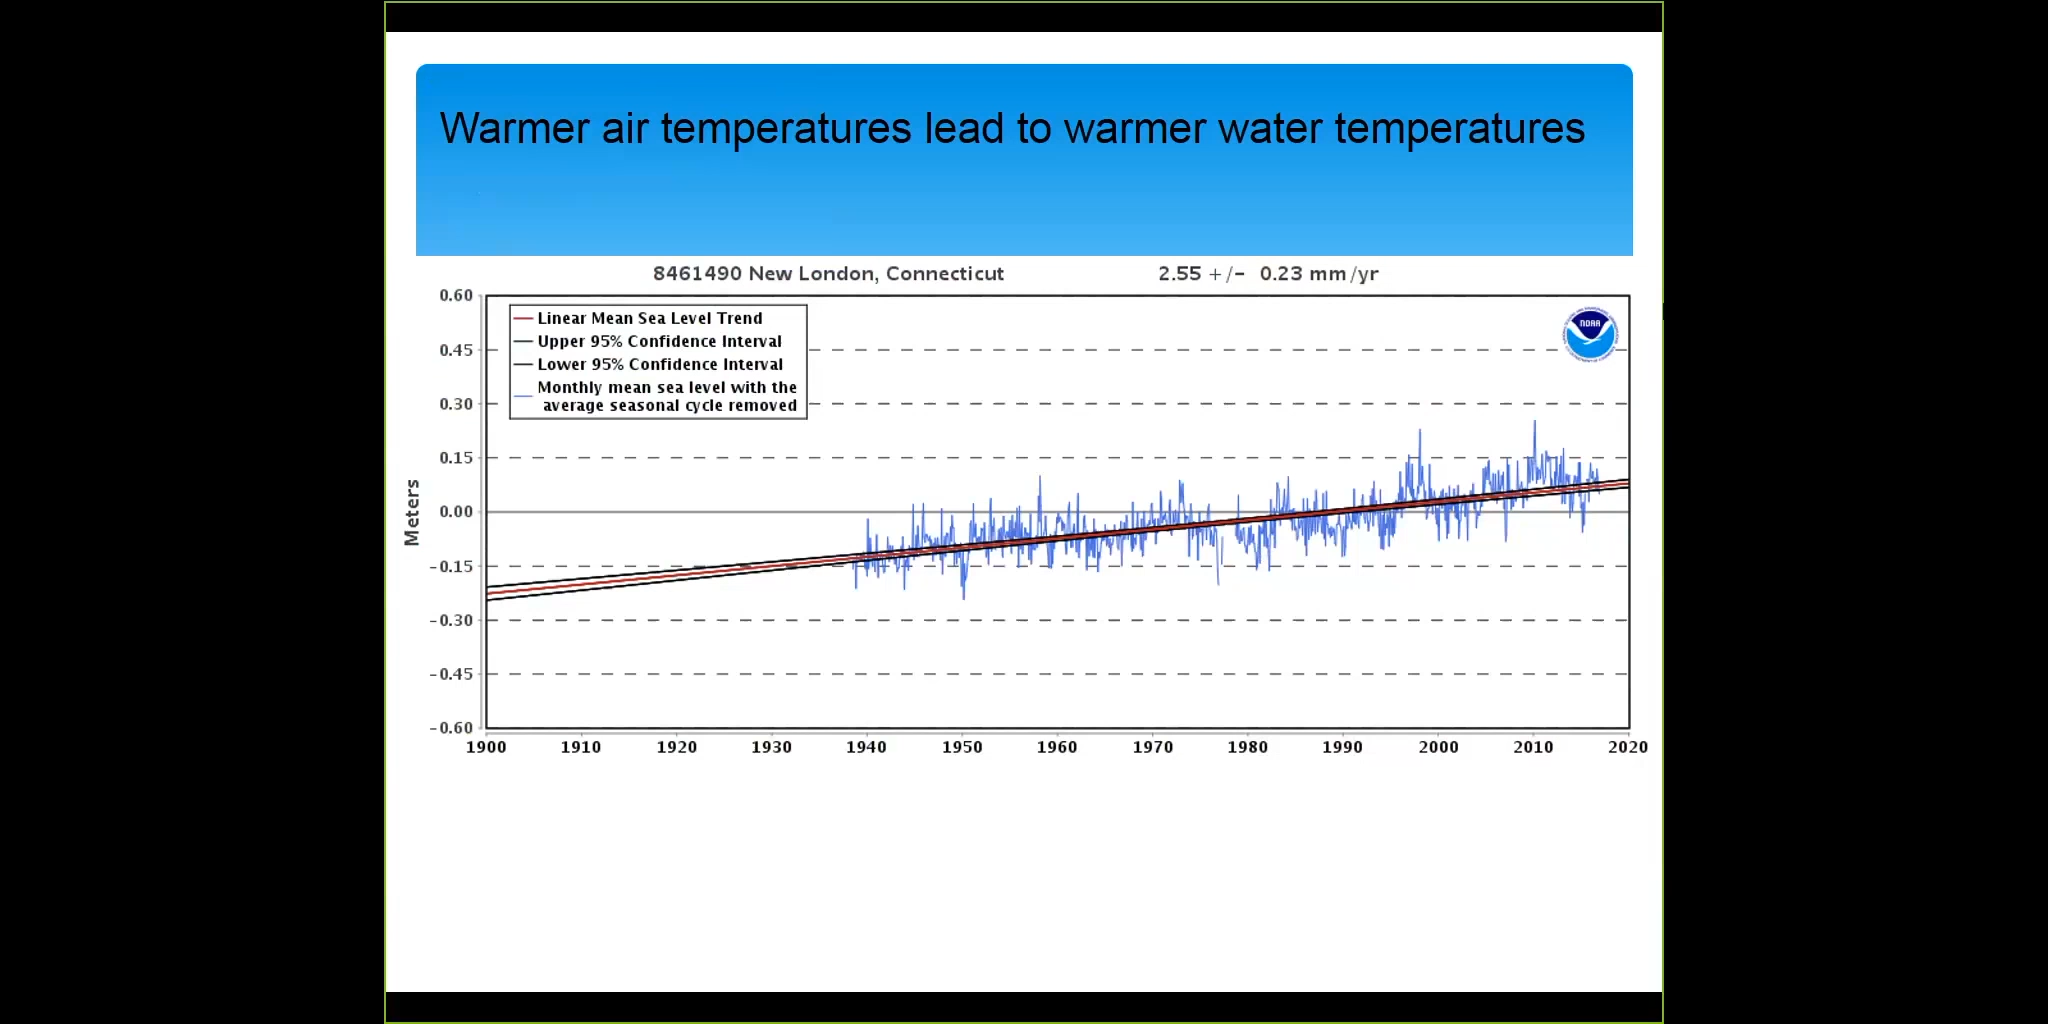 Warmer air temperatures lead to warmer water temperatures
8461490 New London, Connecticut 2.55 +/- 0.23 mm/yr
Linear Mean Sea Level Trend
Upper 95% Confidence Interval
Lower 95% Confidence Interval
Monthly mean sea level with the
average seasonal cycle removed
NOAA
Meters
0.60
0.45
0.30
0.15
0.00
-0.15
-0.30
-0.45
-0.60
1900 1910 1920 1930 1940 1950 1960 1970 1980 1990 2000 2010 2020